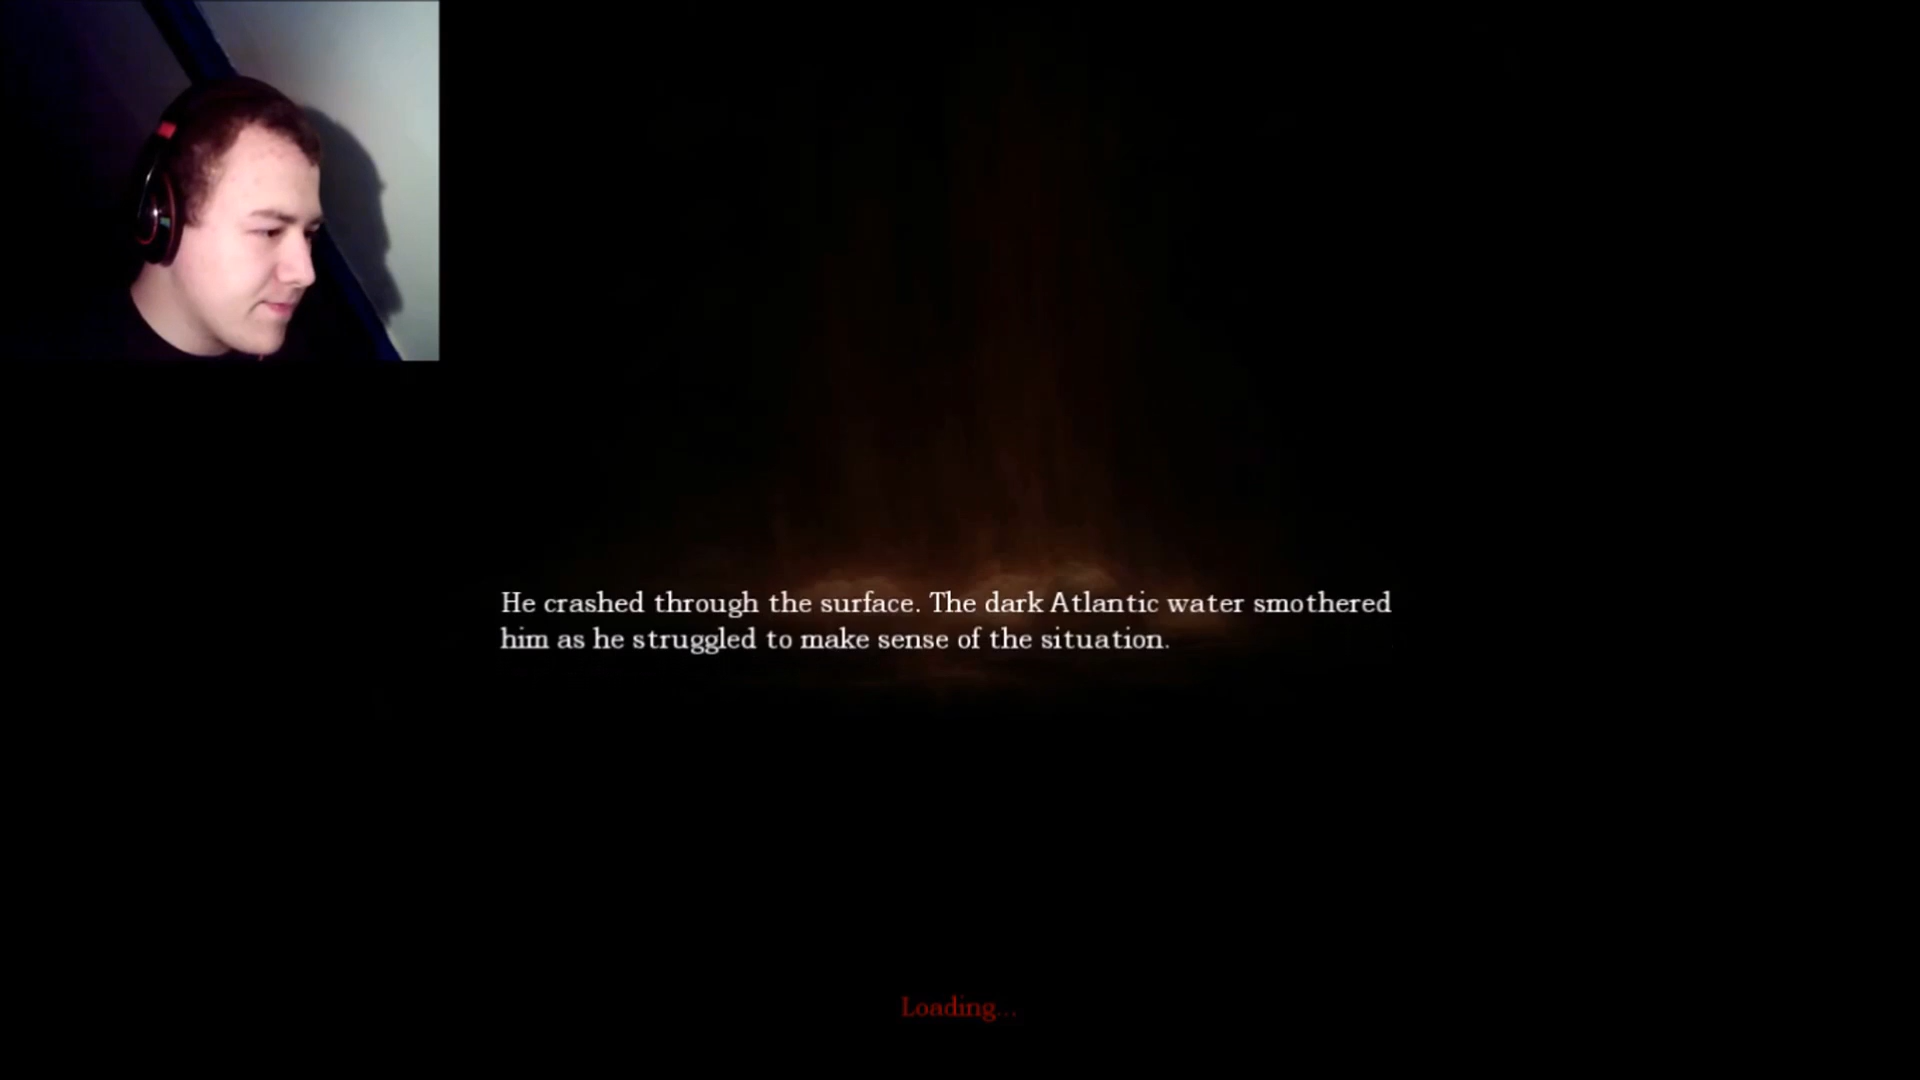 He crashed through the surface. The dark Atlantic water smothered
him as he struggled to make sense of the situation.
Loading...